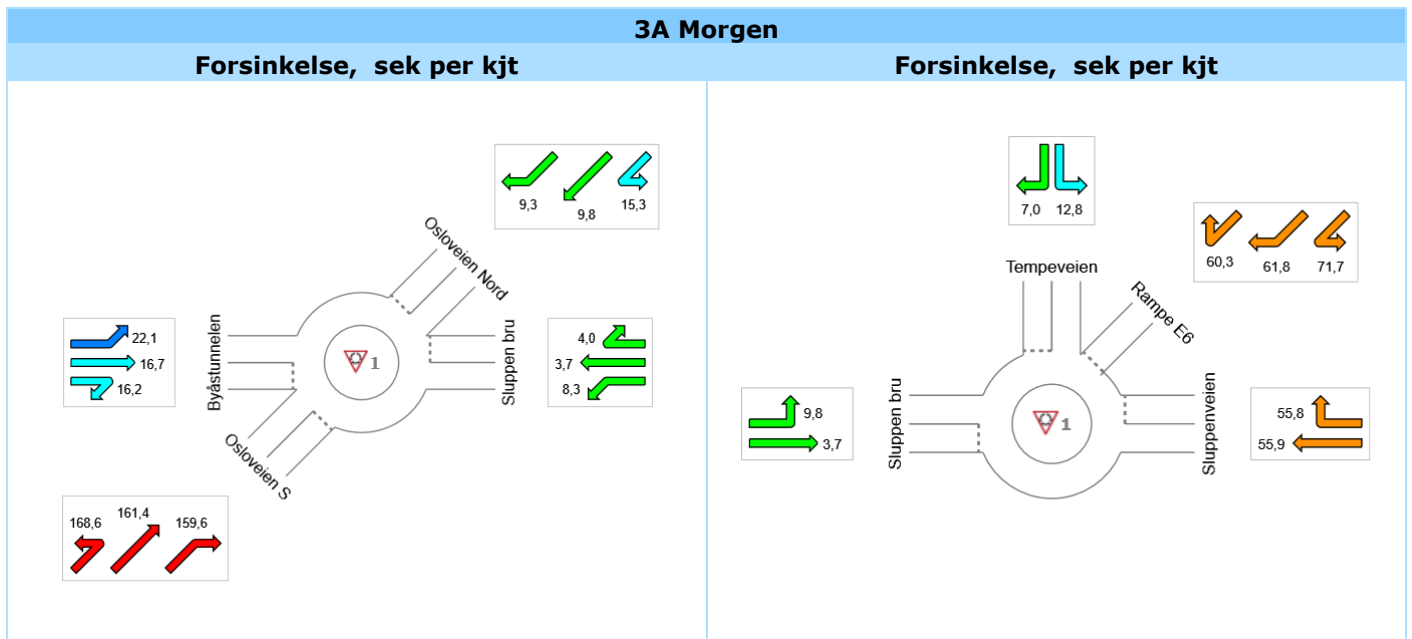 3A Morgen
Forsinkelse, sek per kjt
Forsinkelse, sek per kjt
9,3
9,8
15,3
Osloveien Nord
Byåstunnelen
22,1
16,7
16,2
Sluppen bru
4,0
3,7
8,3
1
Osloveien S
168,6
161,4
159,6
7,0 12,8
Tempeveien
60,3
61,8
71,7
Rampe E6
9,8
3,7
Sluppen bru
1
Sluppenveien
55,8
55,9